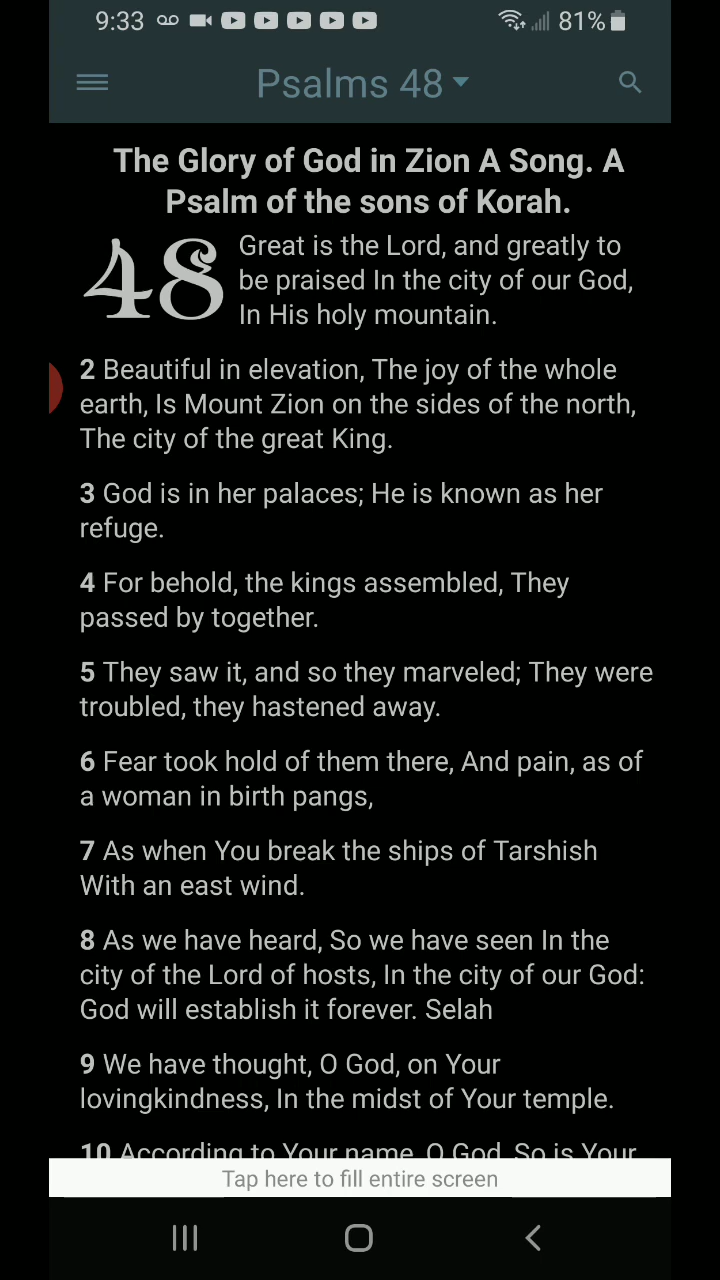 9:33
81%
Psalms 48
The Glory of God in Zion A Song. A
Psalm of the sons of Korah.
48 Great is the Lord, and greatly to
be praised In the city of our God,
In His holy mountain.
2 Beautiful in elevation, The joy of the whole
earth, Is Mount Zion on the sides of the north,
The city of the great King.
3 God is in her palaces; He is known as her
refuge.
4 For behold, the kings assembled, They
passed by together.
5 They saw it, and so they marveled; They were
troubled, they hastened away.
6 Fear took hold of them there, And pain, as of
a woman in birth pangs,
7 As when You break the ships of Tarshish
With an east wind.
8 As we have heard, So we have seen In the
city of the Lord of hosts, In the city of our God:
God will establish it forever. Selah
9 We have thought, O God, on Your
lovingkindness, In the midst of Your temple.
10 According to Your name, O God, So is Your
Tap here to fill entire screen